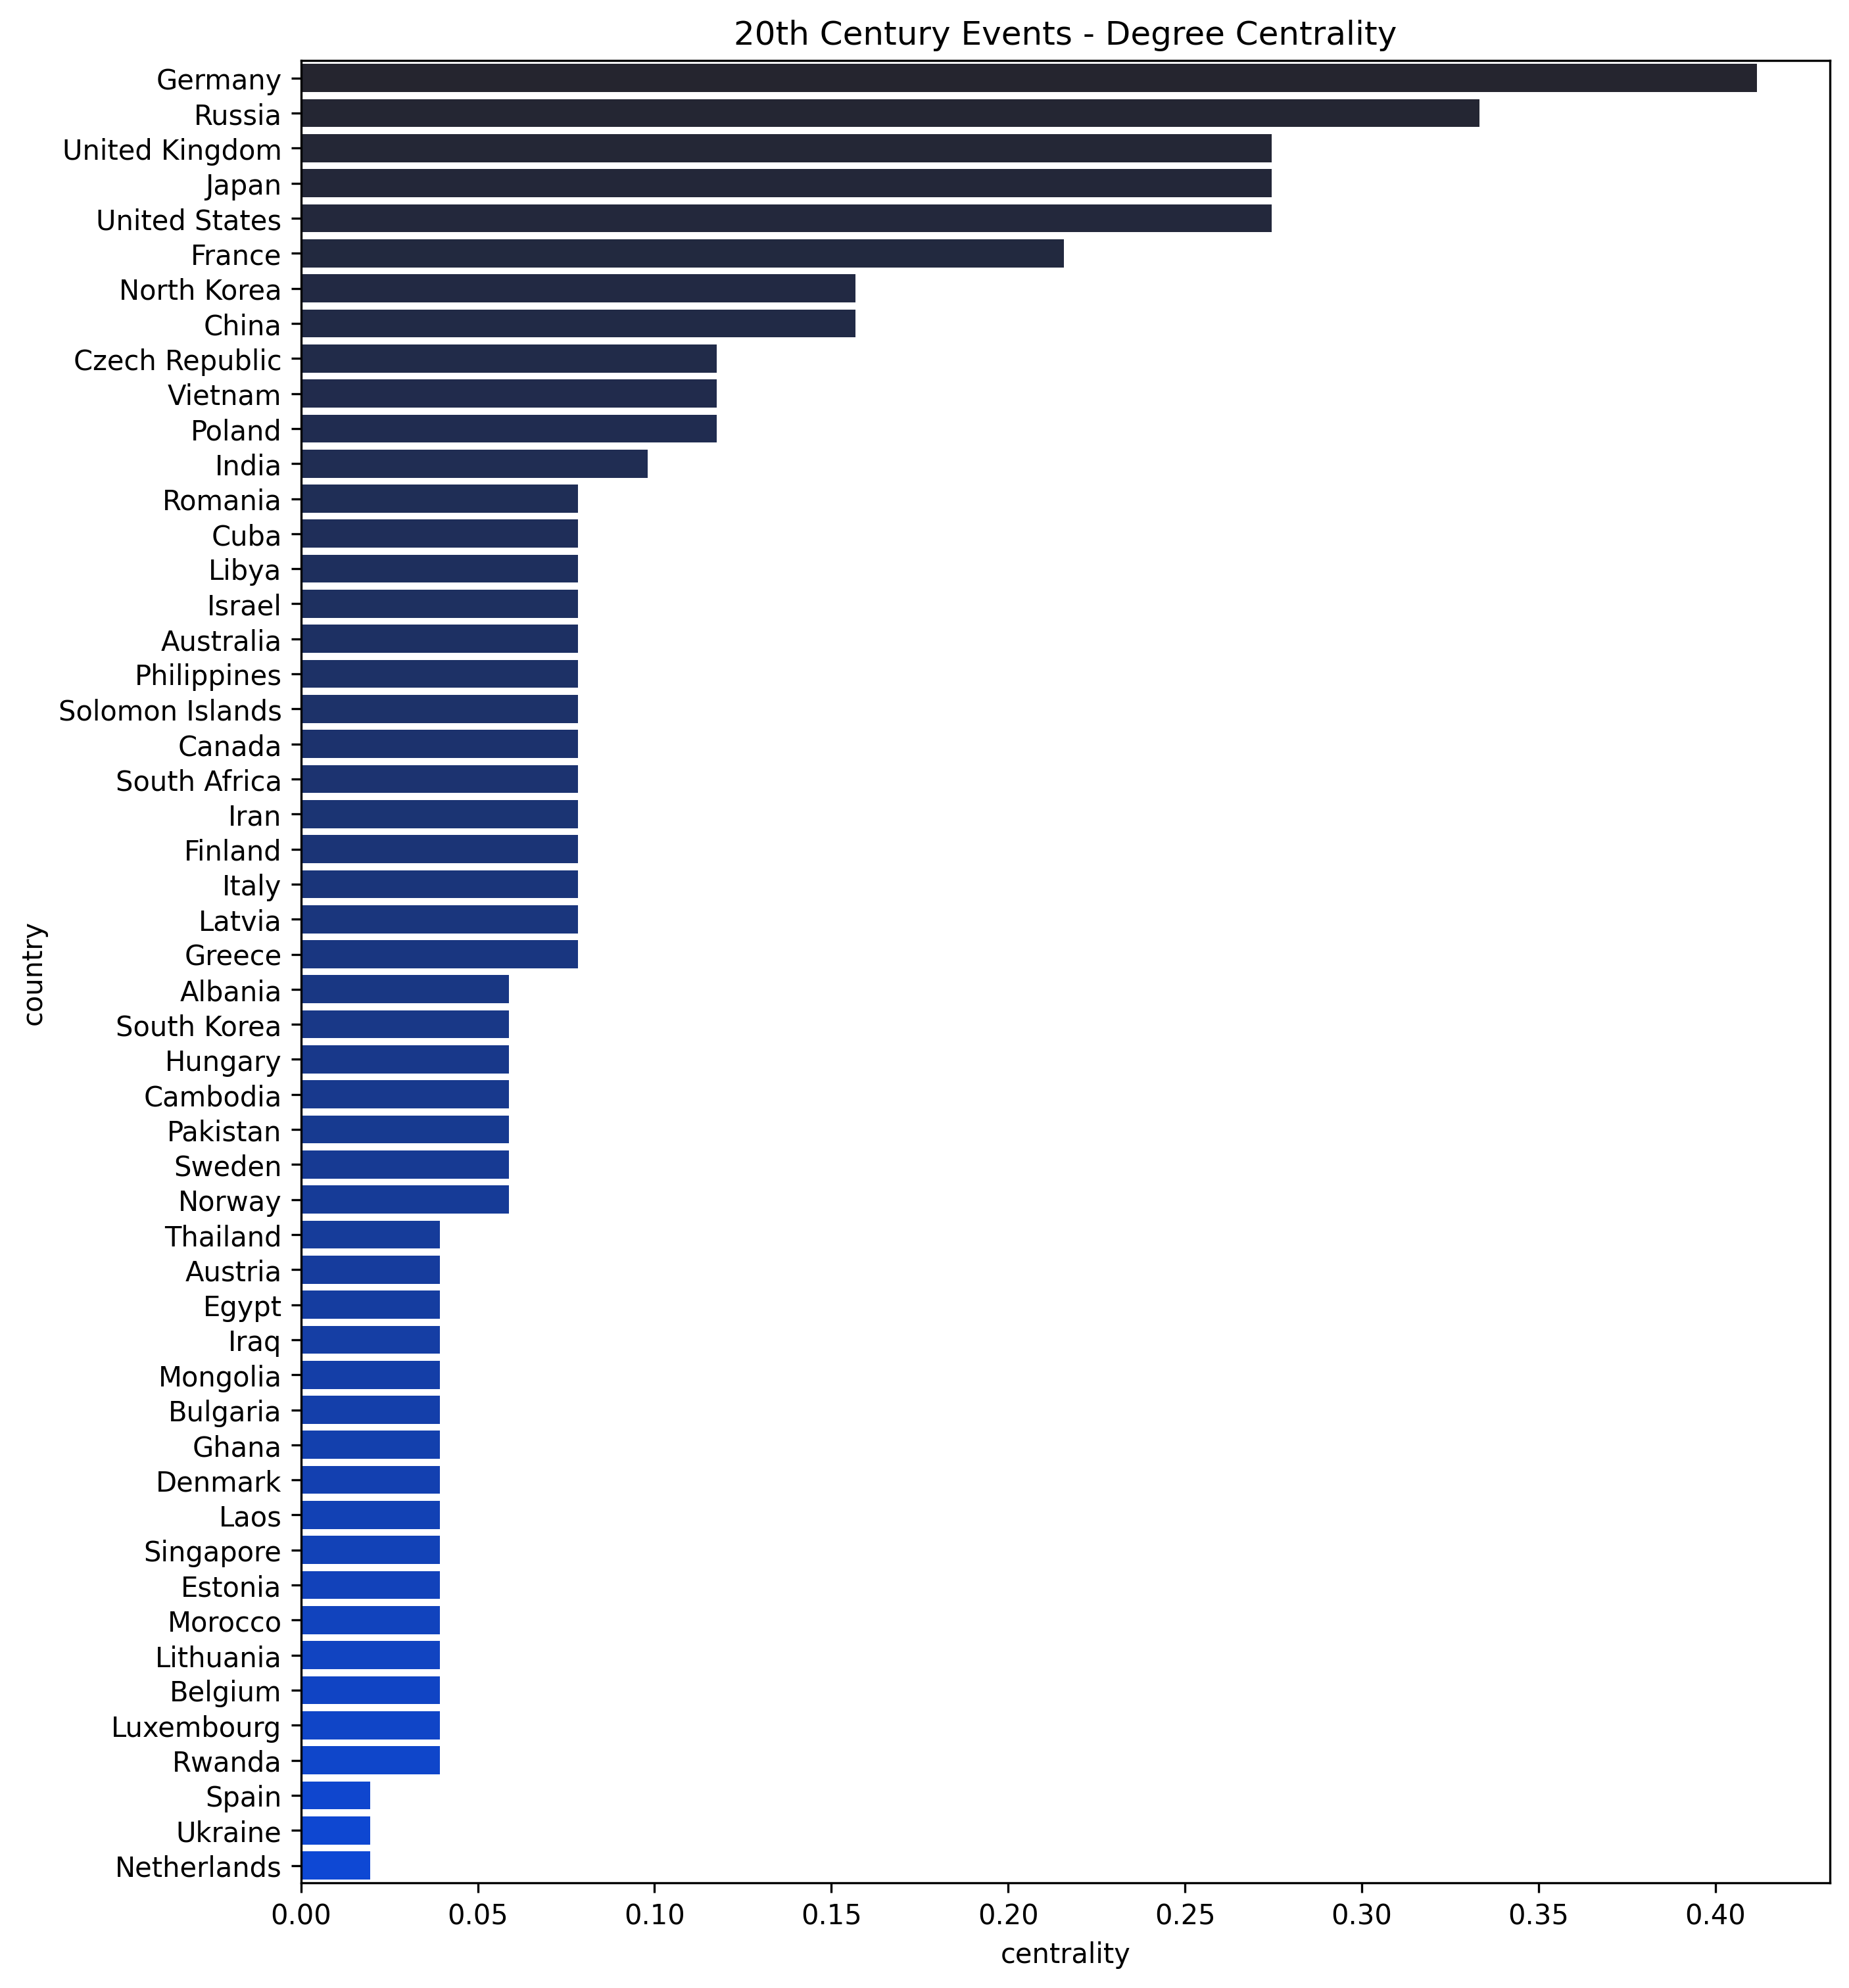 20th Century Events - Degree Centrality
Germany
Russia
United Kingdom
Japan
United States
France
North Korea
China
Czech Republic
Vietnam
Poland
India
Romania
Cuba
Libya
Israel
Australia
Philippines
Solomon Islands
Canada
South Africa
Iran
Finland
Italy
Latvia
Greece
Albania
South Korea
Hungary
Cambodia
Pakistan
Sweden
Norway
Thailand
Austria
Egypt
Iraq
Mongolia
Bulgaria
Ghana
Denmark
Laos
Singapore
Estonia
Morocco
Lithuania
Belgium
Luxembourg
Rwanda
Spain
Ukraine
Netherlands
country
0.00 0.05 0.10 0.15 0.20 0.25 0.30 0.35 0.40
centrality